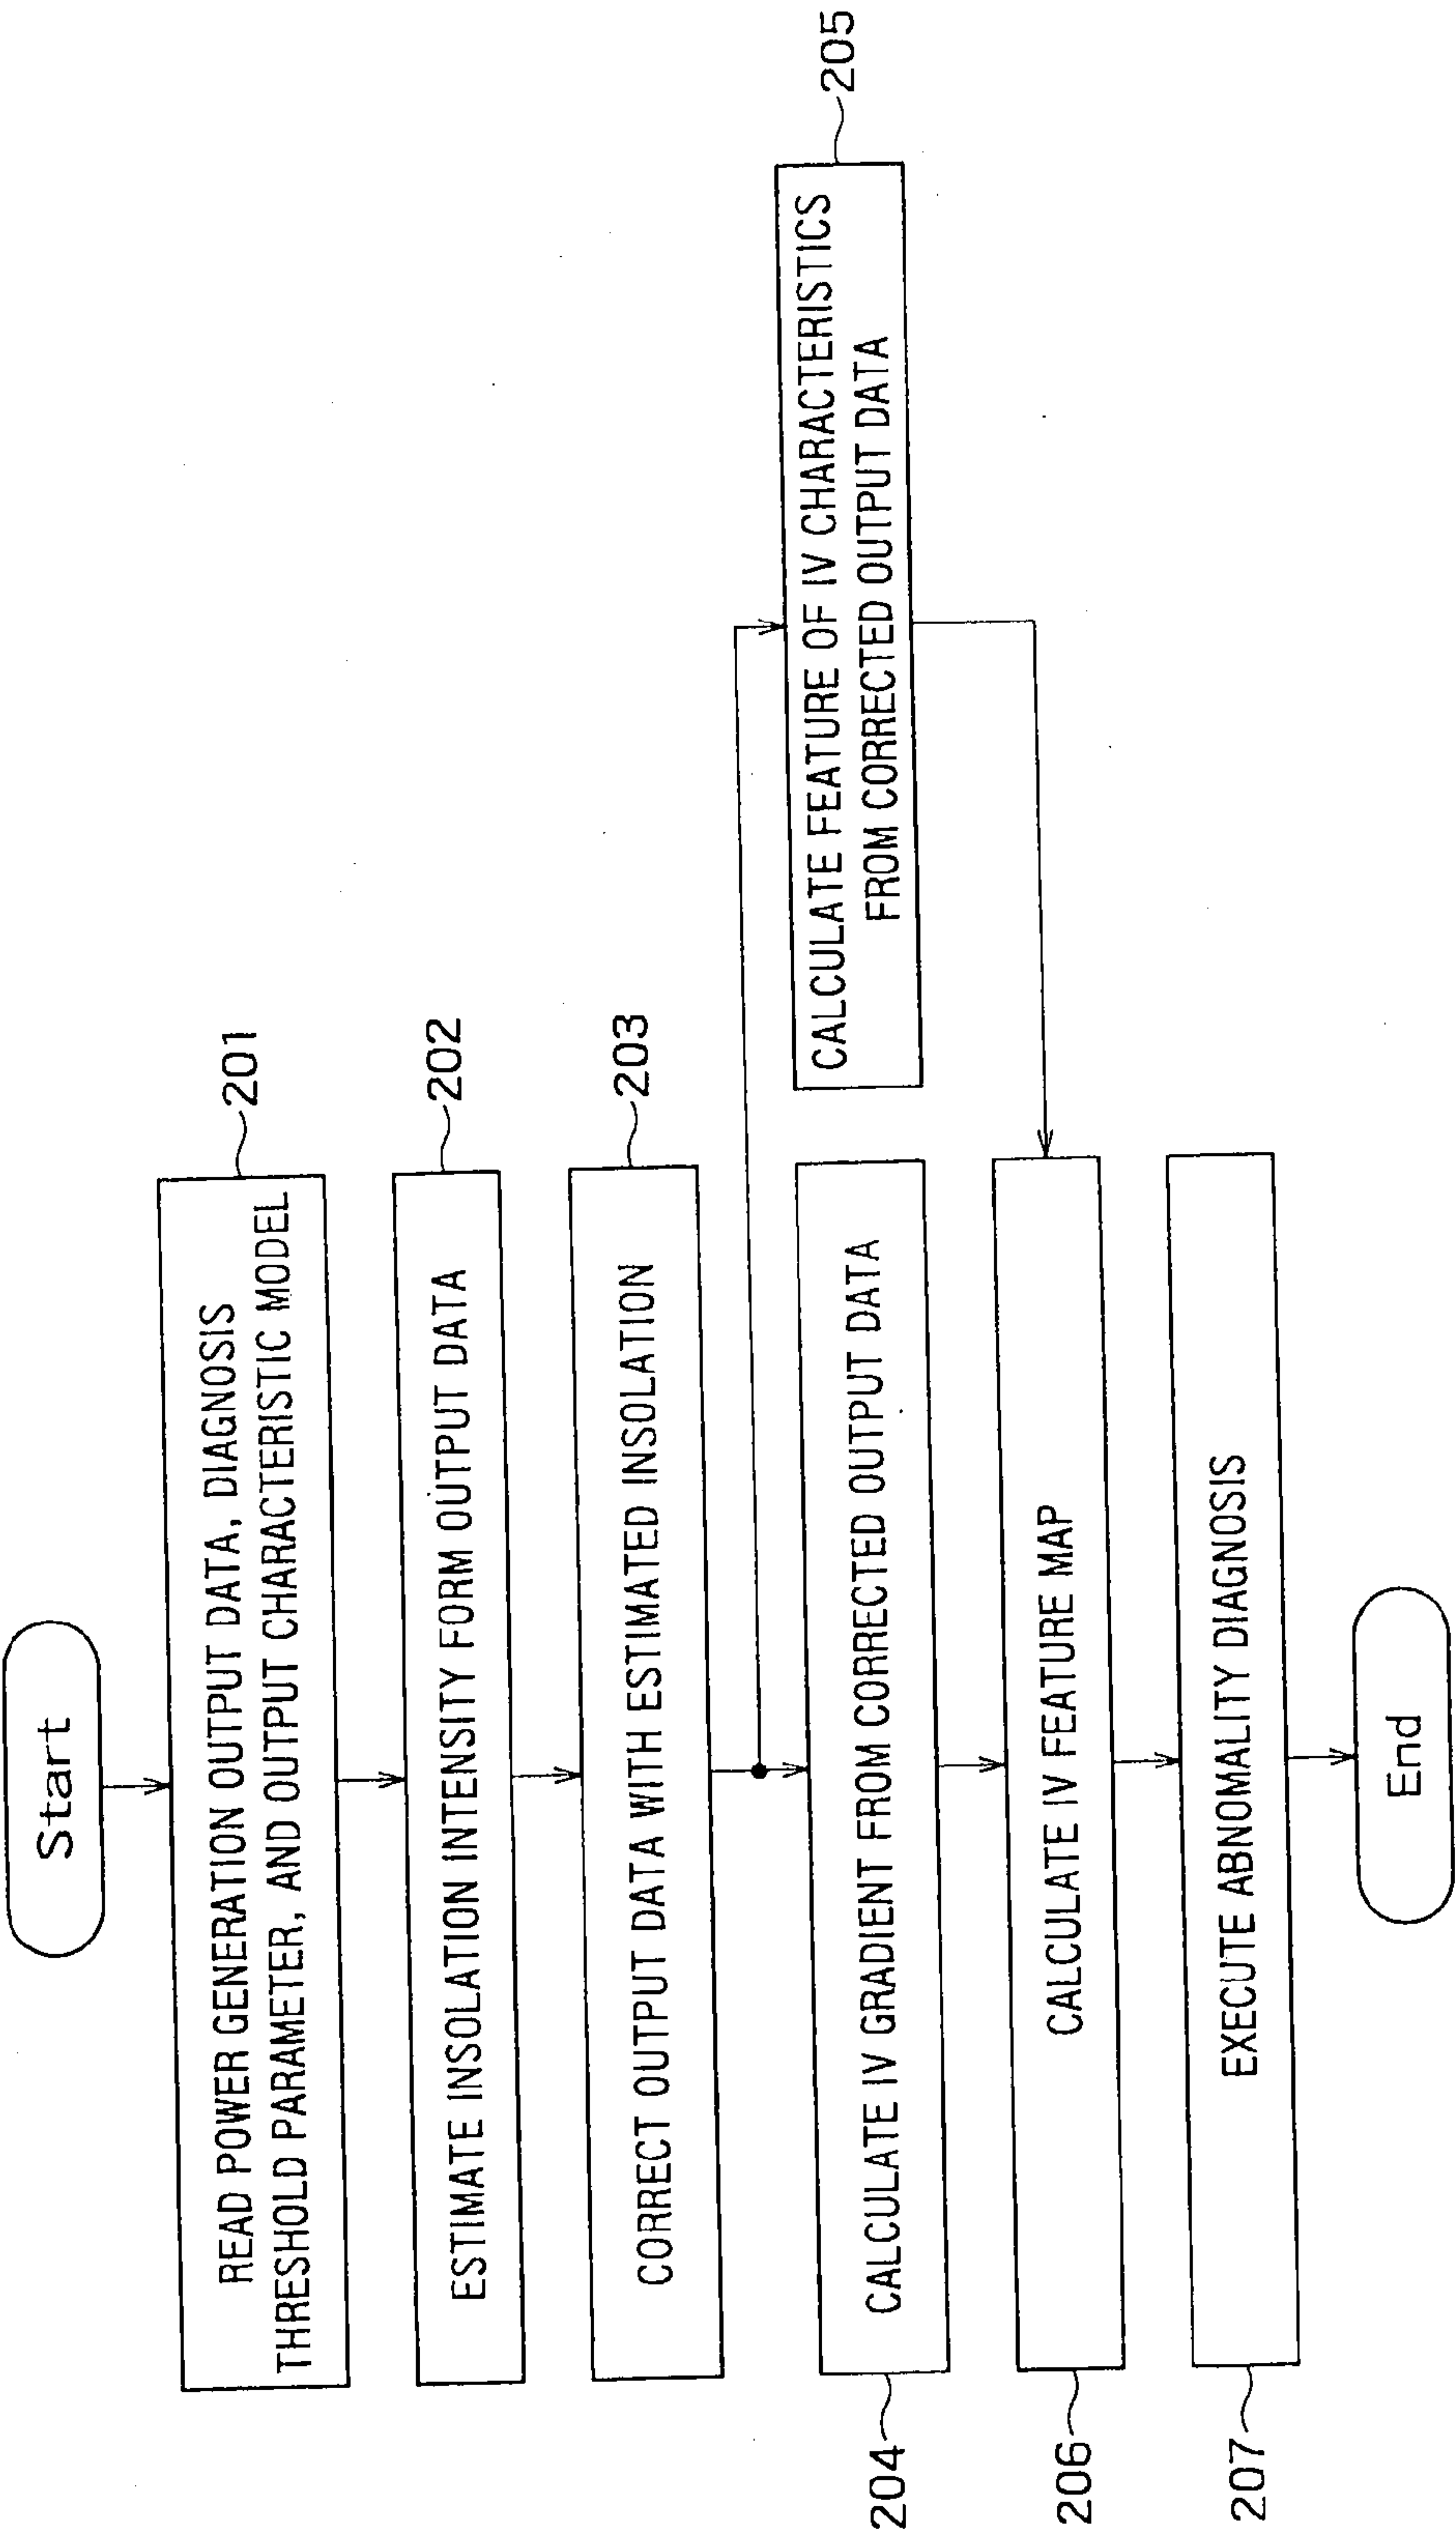 Start
READ POWER GENERATION OUTPUT DATA, DIAGNOSIS
THRESHOLD PARAMETER, AND OUTPUT CHARACTERISTIC MODEL
201
ESTIMATE INSOLATION INTENSITY FORM OUTPUT DATA
202
CORRECT OUTPUT DATA WITH ESTIMATED INSOLATION
203
204
CALCULATE IV GRADIENT FROM CORRECTED OUTPUT DATA
CALCULATE FEATURE OF IV CHARACTERISTICS
FROM CORRECTED OUTPUT DATA
205
206
CALCULATE IV FEATURE MAP
207
EXECUTE ABNOMALITY DIAGNOSIS
End